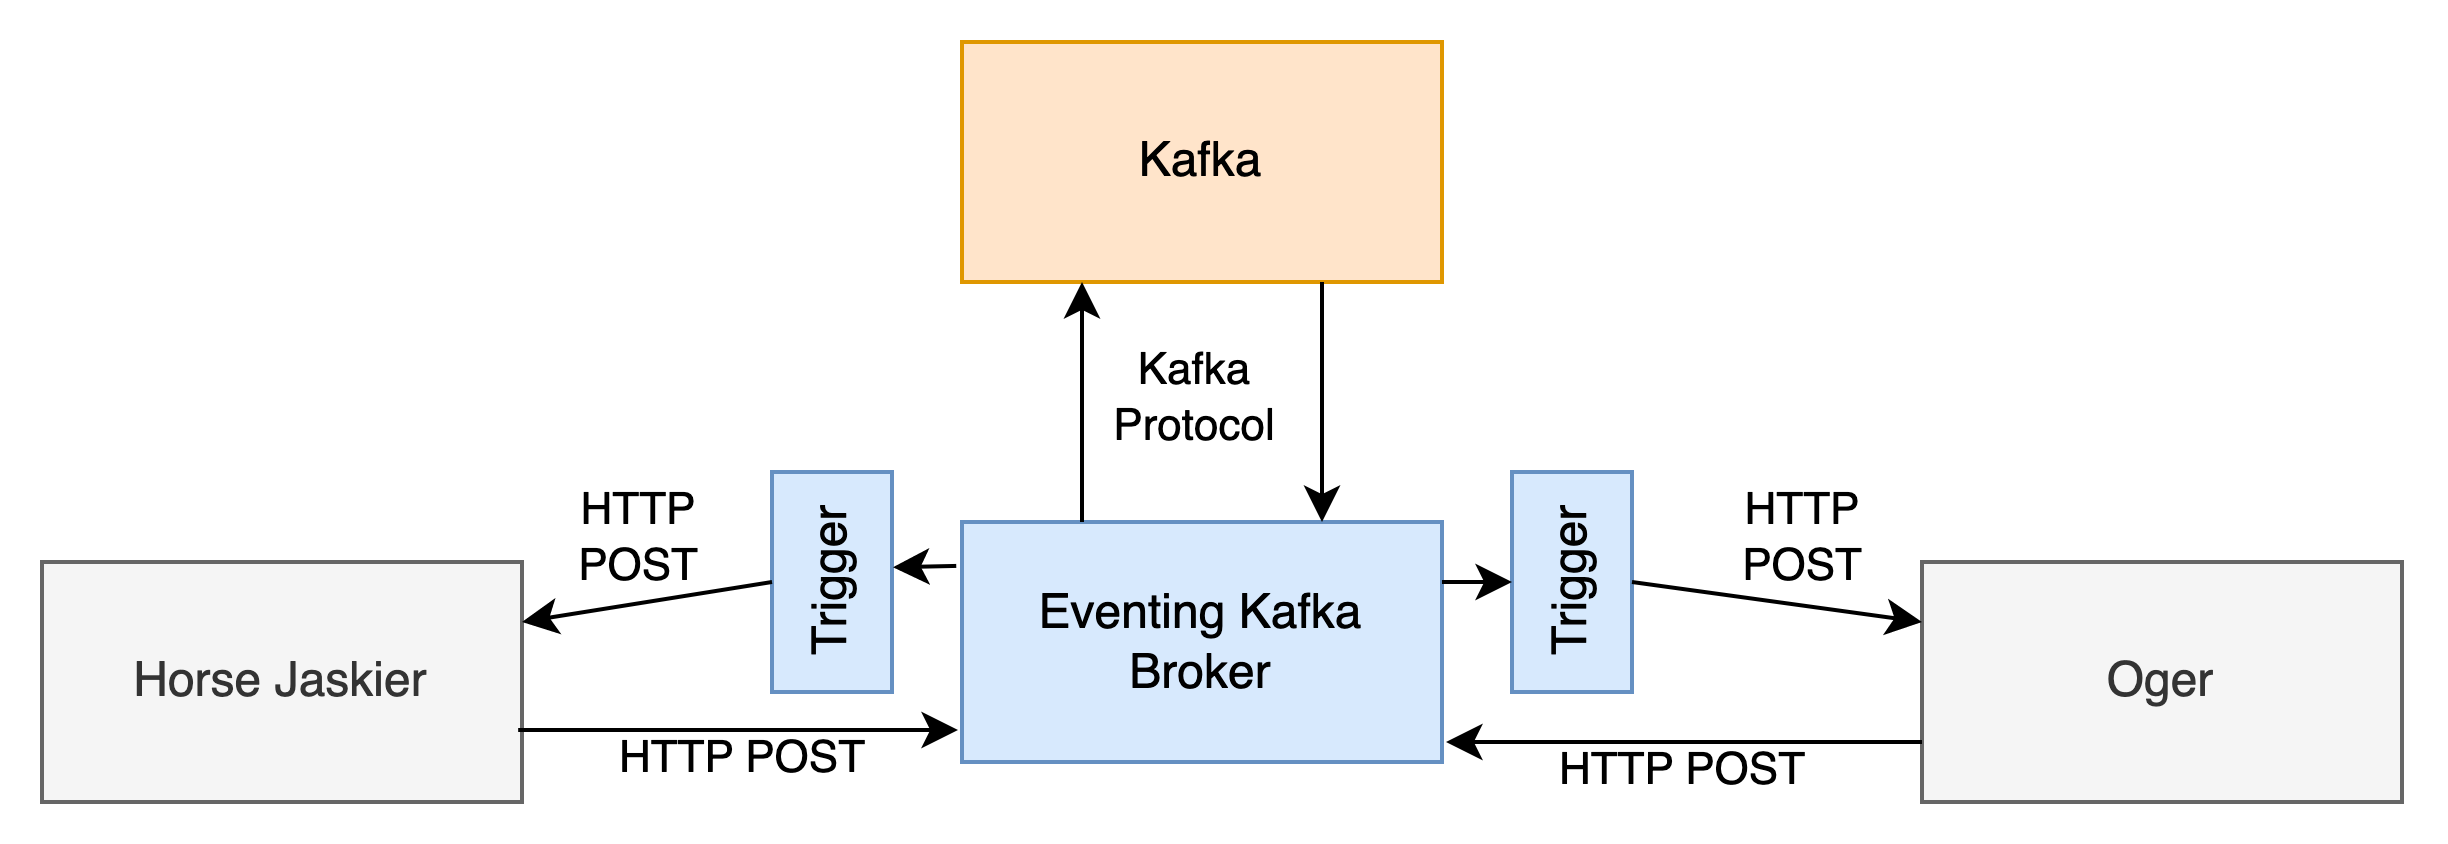 Kafka
Kafka
Protocol
HTTP
POST
Trigger
Trigger
HTTP
POST
Horse Jaskier
Eventing Kafka
Broker
Oger
HTTP POST
HTTP POST